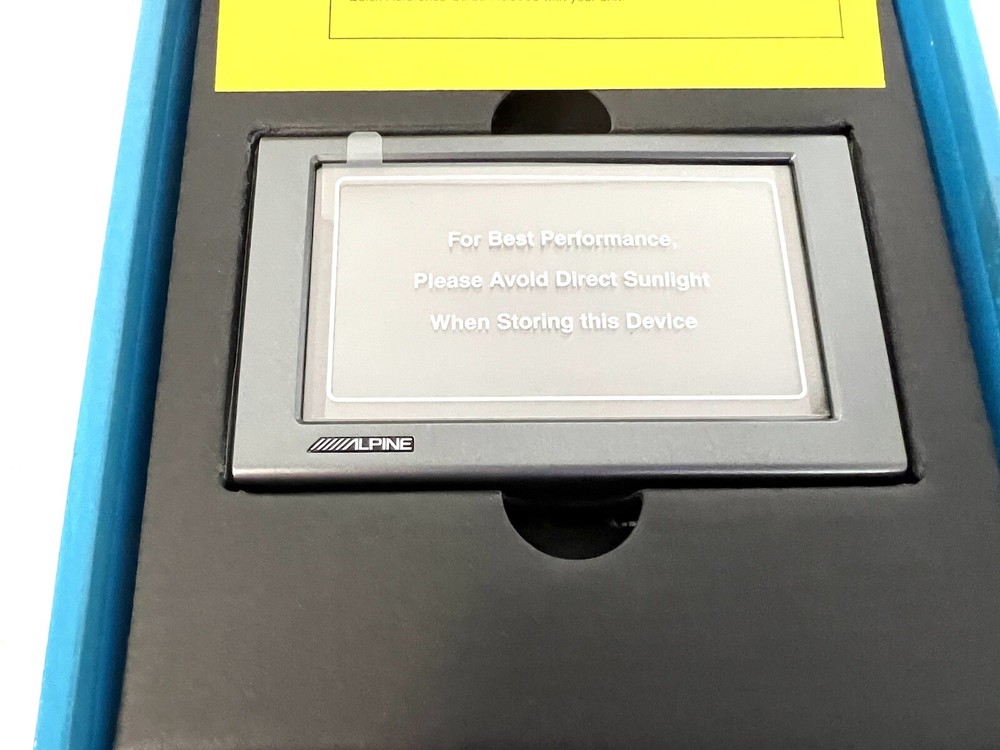 For Best Performance,
Please Avoid Direct Sunlight
When Storing this Device
ALPINE